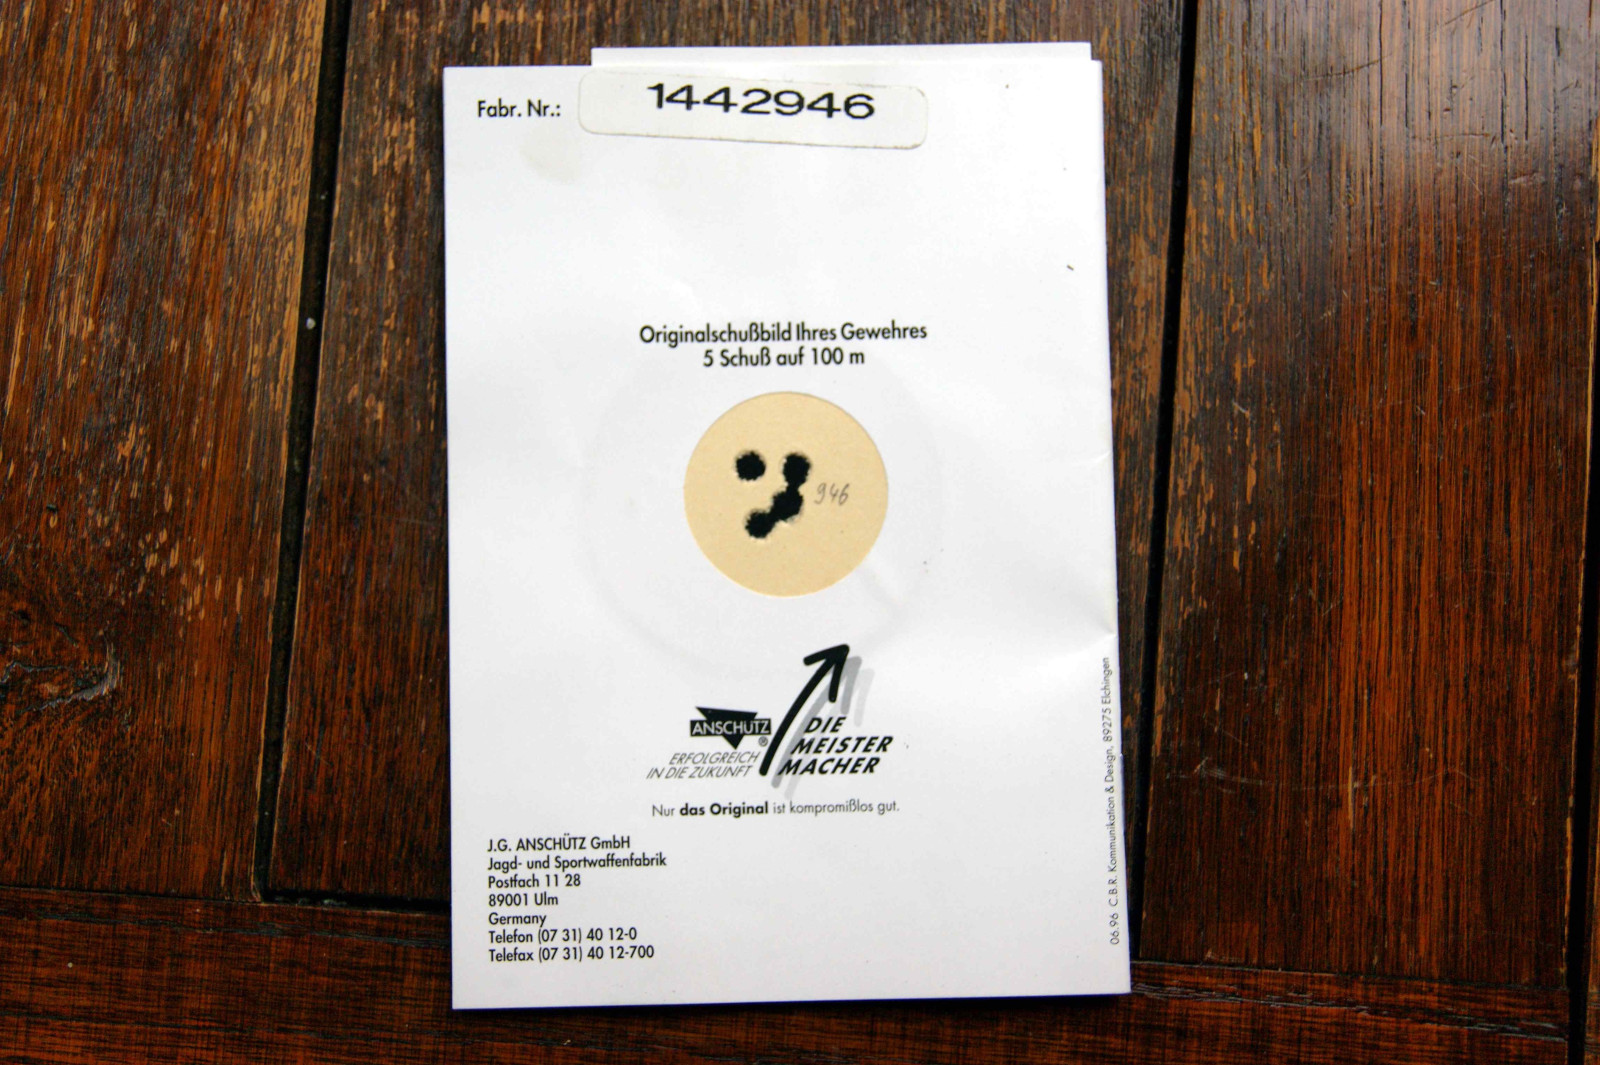 Fabr. Nr.: 1442946
Originalschußbild Ihres Gewehres
5 Schuß auf 100 m
946
ANSCHÜTZ
®
ERFOLGREICH
IN DIE ZUKUNFT
DIE
MEISTER
MACHER
Nur das Original ist kompromißlos gut.
J.G. ANSCHÜTZ GmbH
Jagd- und Sportwaffenfabrik
Postfach 11 28
89001 Ulm
Germany
Telefon (07 31) 40 12-0
Telefax (07 31) 40 12-700
06.96 C.B.R. Kommunikation & Design, 89275 Elchingen